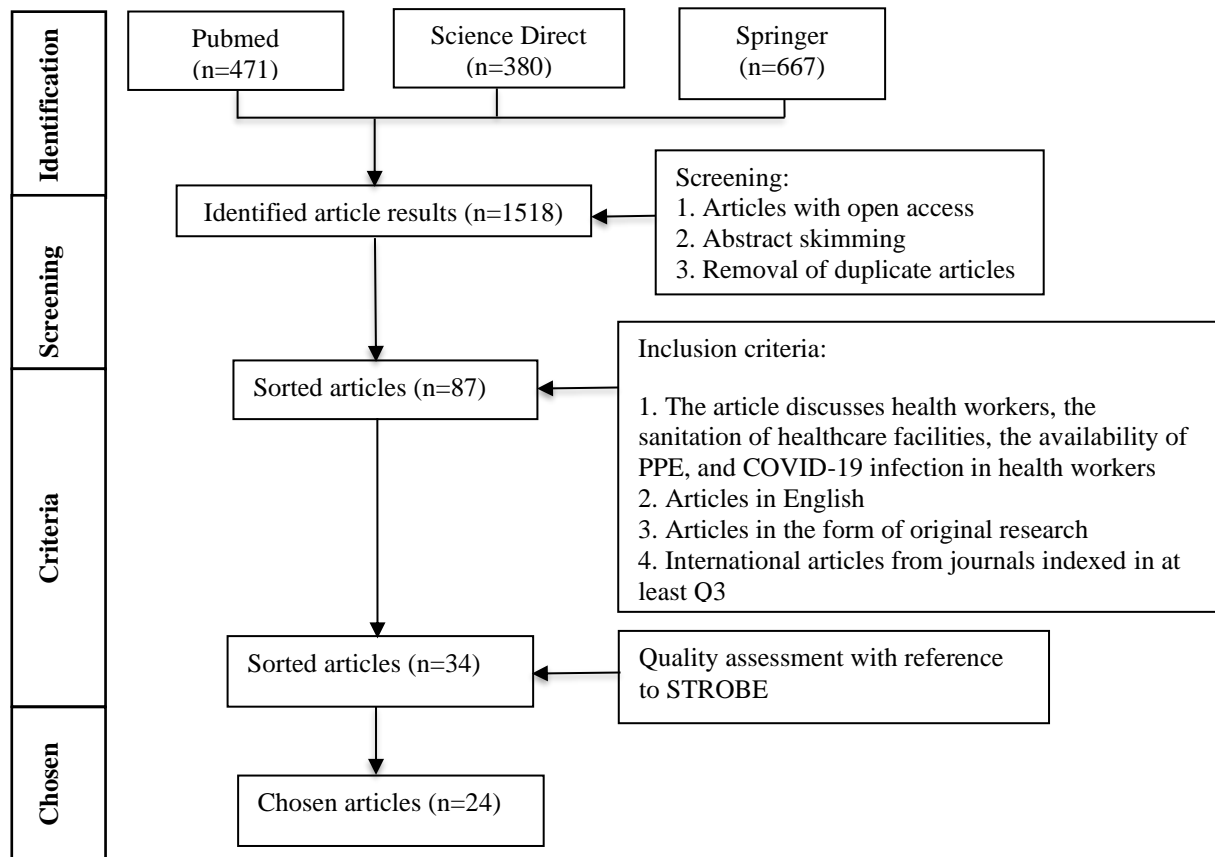 Identification
Pubmed
(n=471)
Science Direct
(n=380)
Springer
(n=667)
Screening
Identified article results (n=1518)
Screening:
1. Articles with open access
2. Abstract skimming
3. Removal of duplicate articles
Criteria
Sorted articles (n=87)
Inclusion criteria:
1. The article discusses health workers, the
sanitation of healthcare facilities, the availability of
PPE, and COVID-19 infection in health workers
2. Articles in English
3. Articles in the form of original research
4. International articles from journals indexed in at
least Q3
Sorted articles (n=34)
Quality assessment with reference
to STROBE
Chosen
Chosen articles (n=24)